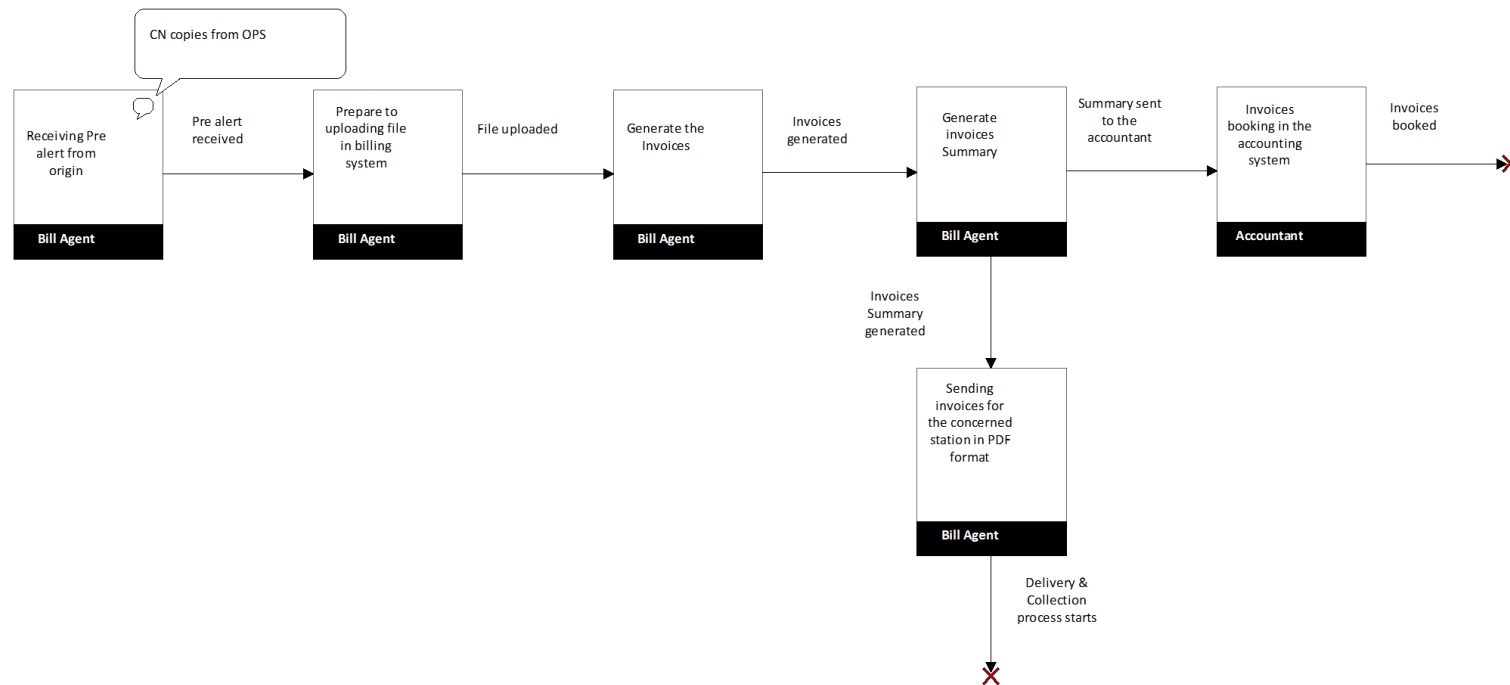 CN copies from OPS
Receiving Pre
alert from
origin
Bill Agent
Pre alert
received
Prepare to
uploading file
in billing
system
Bill Agent
File uploaded
Generate the
Invoices
Bill Agent
Invoices
generated
Generate
invoices
Summary
Bill Agent
Summary sent
to the
accountant
Invoices
booking in the
accounting
system
Accountant
Invoices
booked
Invoices
Summary
generated
Sending
invoices for
the concerned
station in PDF
format
Bill Agent
Delivery &
Collection
process starts